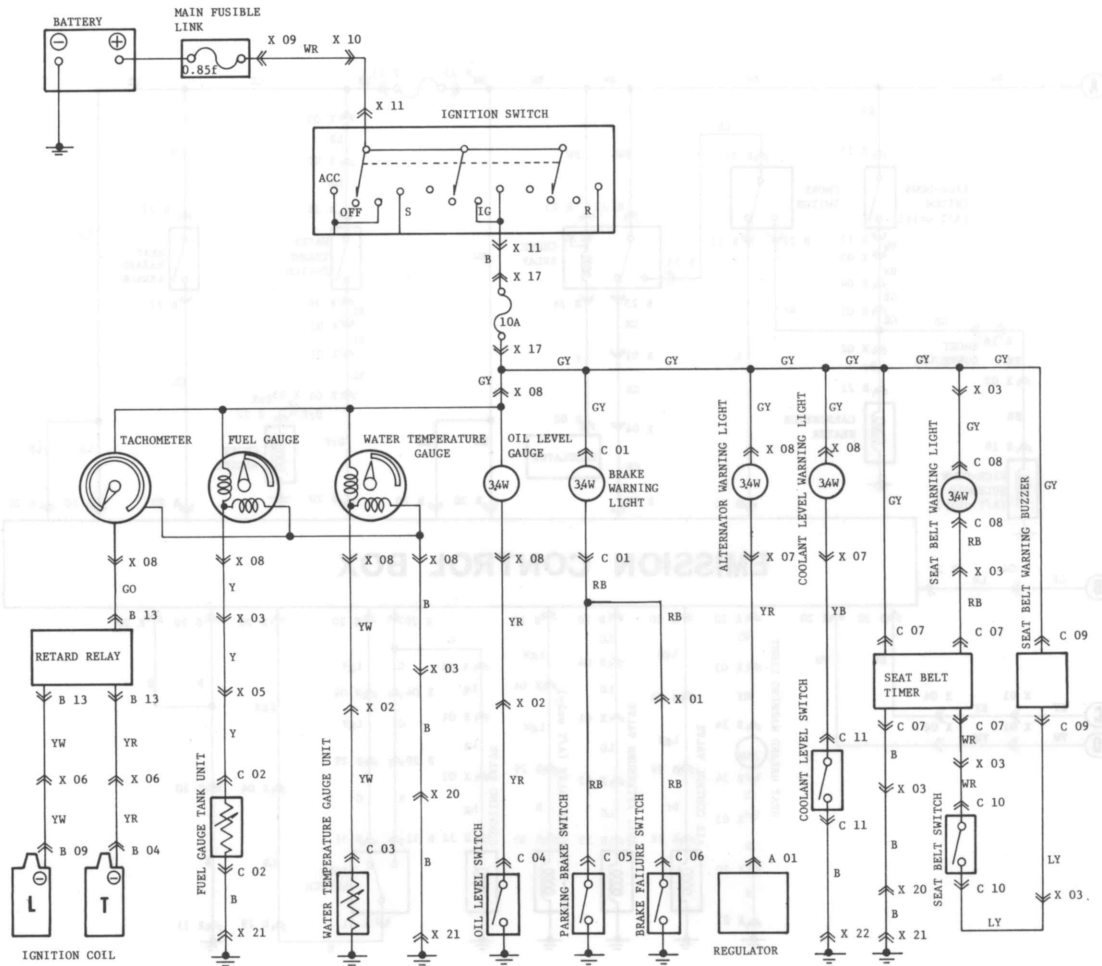 BATTERY
MAIN FUSIBLE
LINK
0.85f
X 09
WR
X 10
X 11
IGNITION SWITCH
ACC
OFF
S
IG
R
X 11
B
X 17
10A
X 17
GY
GY
GY
GY
GY
GY
GY
X 08
X 03
GY
GY
GY
GY
TACHOMETER
FUEL GAUGE
WATER TEMPERATURE
GAUGE
OIL LEVEL
GAUGE
C 01
BRAKE
WARNING
LIGHT
ALTERNATOR WARNING LIGHT
X 08
COOLANT LEVEL WARNING LIGHT
X 08
SEAT BELT WARNING LIGHT
C 08
SEAT BELT WARNING BUZZER
GY
GY
3,4W
3,4W
3,4W
3,4W
3,4W
C 08
RB
X 08
X 08
X 08
X 08
X 08
C 01
X 07
X 07
X 03
GO
Y
B
RB
RB
B 13
X 03
YW
YR
RB
YR
YB
C 07
C 07
C 09
RETARD RELAY
X 03
SEAT BELT
TIMER
B 13
B 13
X 05
X 02
X 02
X 01
C 07
C 07
C 09
YW
YR
Y
B
COOLANT LEVEL SWITCH
C 11
B
WR
X 03
X 06
X 06
C 02
YW
X 20
YR
RB
RB
X 03
WR
C 10
YW
YR
FUEL GAUGE TANK UNIT
WATER TEMPERATURE GAUGE UNIT
OIL LEVEL SWITCH
PARKING BRAKE SWITCH
BRAKE FAILURE SWITCH
C 11
SEAT BELT SWITCH
B 09
B 04
C 02
C 03
B
C 04
C 05
C 06
A 01
B
B
X 20
C 10
LY
X 03.
L
T
B
X 21
X 21
X 22
B
X 21
LY
IGNITION COIL
REGULATOR